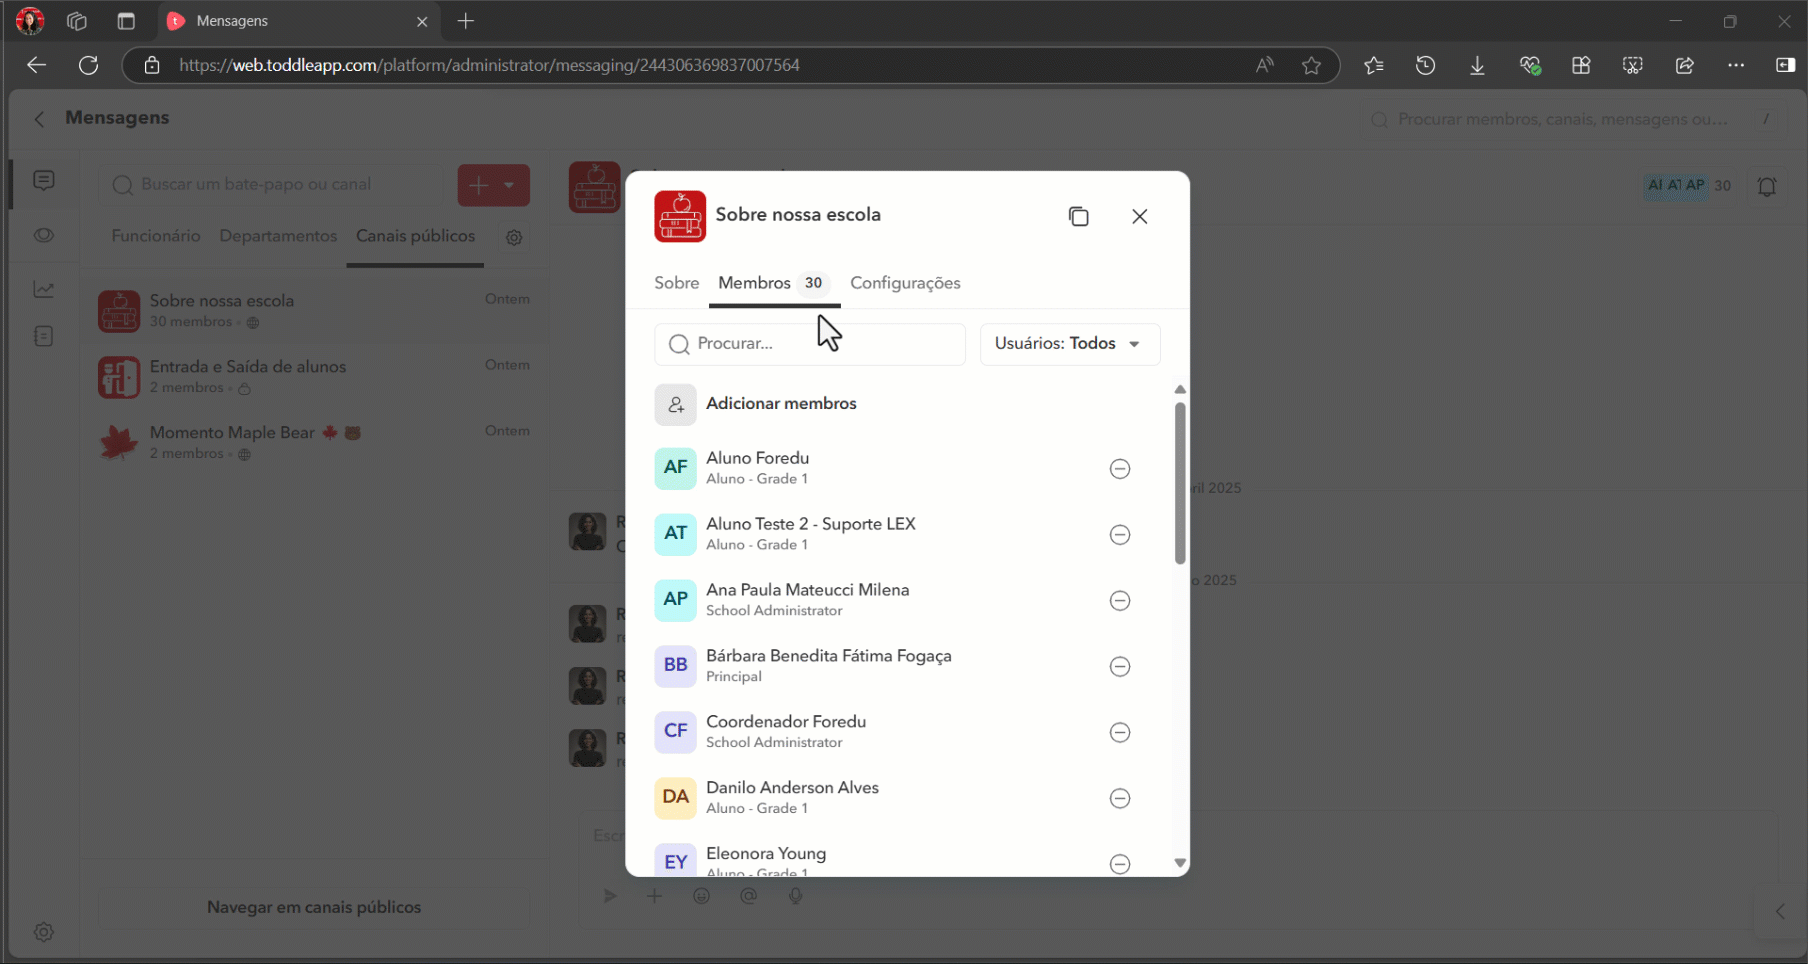 Mensagens
https://web.toddleapp.com/platform/administrator/messaging/244306369837007564
Mensagens
Procurar membros, canais, mensagens ou...
/
Buscar um bate-papo ou canal
Funcionário
Departamentos
Canais públicos
Sobre nossa escola
Ontem
30 membros
Entrada e Saída de alunos
Ontem
2 membros
Momento Maple Bear
Ontem
2 membros
Navegar em canais públicos
AF AT AP 30
Sobre nossa escola
Sobre
Membros 30
Configurações
Procurar...
Usuários: Todos
Adicionar membros
AF
Aluno Foredu
Aluno - Grade 1
AT
Aluno Teste 2 - Suporte LEX
Aluno - Grade 1
AP
Ana Paula Mateucci Milena
School Administrator
BB
Bárbara Benedita Fátima Fogaça
Principal
CF
Coordenador Foredu
School Administrator
DA
Danilo Anderson Alves
Aluno - Grade 1
EY
Eleonora Young
Aluno - Grade 1
2025
2025